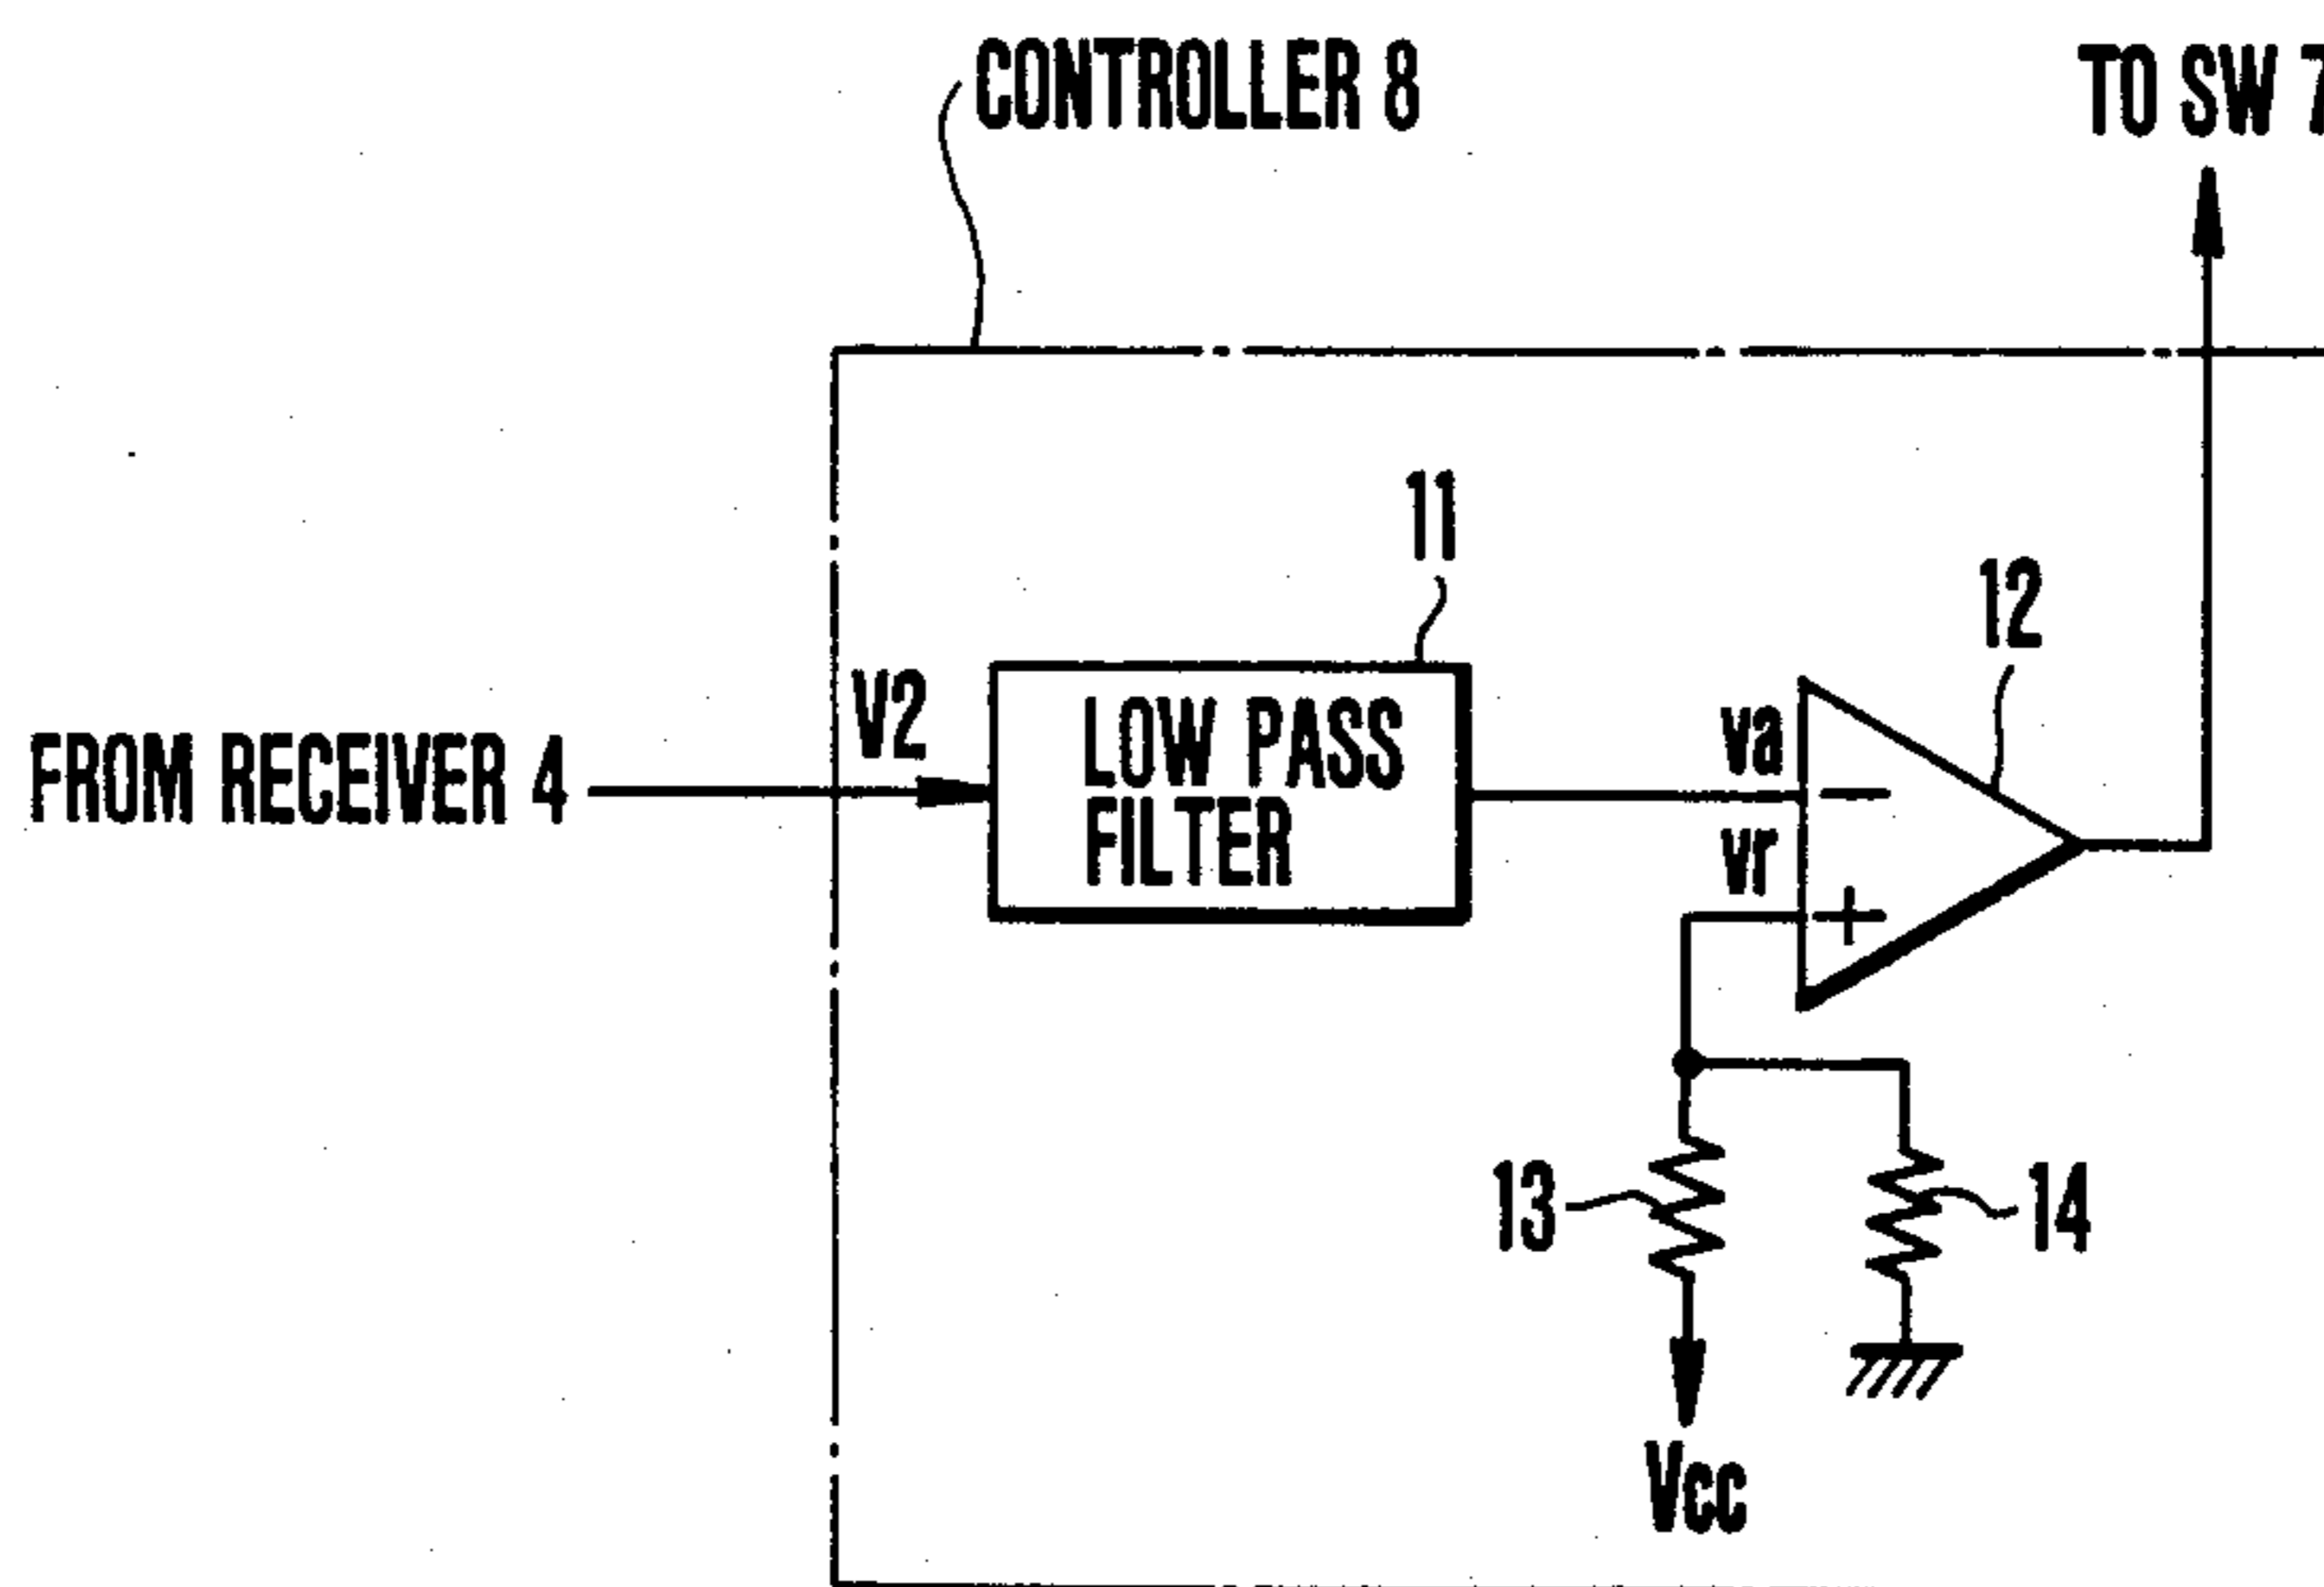 CONTROLLER 8
TO SW 7
11
12
V2
LOW PASS
FILTER
va
FROM RECEIVER 4
vr
−
+
13
14
Vcc